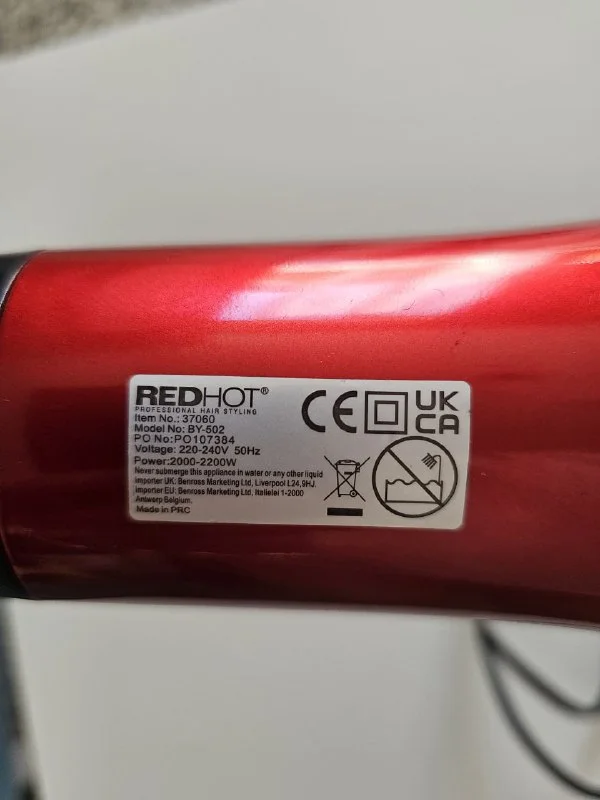 REDHOT®
PROFESSIONAL HAIR STYLING
Item No.: 37060
Model No: BY-502
PO No:PO107384
Voltage: 220-240V 50Hz
Power:2000-2200W
Never submerge this appliance in water or any other liquid
Importer UK: Benross Marketing Ltd, Liverpool L24,9HJ.
Importer EU: Benross Marketing Ltd, Italielei 1-2000
Antwerp Belgium.
Made in PRC
CE
UK
CA